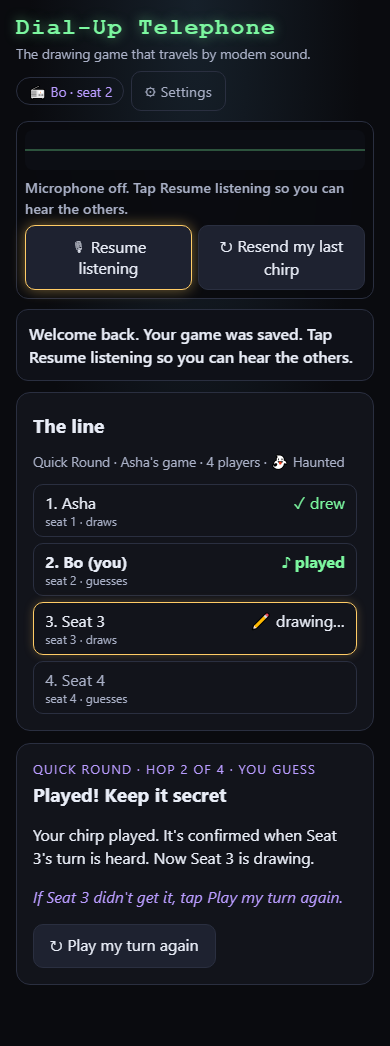 Dial-Up Telephone
The drawing game that travels by modem sound.
📻 Bo · seat 2
⚙ Settings
Microphone off. Tap Resume listening so you can
hear the others.
🎙 Resume
listening
↻ Resend my last
chirp
Welcome back. Your game was saved. Tap
Resume listening so you can hear the others.
The line
Quick Round · Asha's game · 4 players · 👻 Haunted
1. Asha
✓ drew
seat 1 · draws
2. Bo (you)
♪ played
seat 2 · guesses
3. Seat 3
✏️ drawing...
seat 3 · draws
4. Seat 4
seat 4 · guesses
QUICK ROUND · HOP 2 OF 4 · YOU GUESS
Played! Keep it secret
Your chirp played. It's confirmed when Seat
3's turn is heard. Now Seat 3 is drawing.
If Seat 3 didn't get it, tap Play my turn again.
↻ Play my turn again